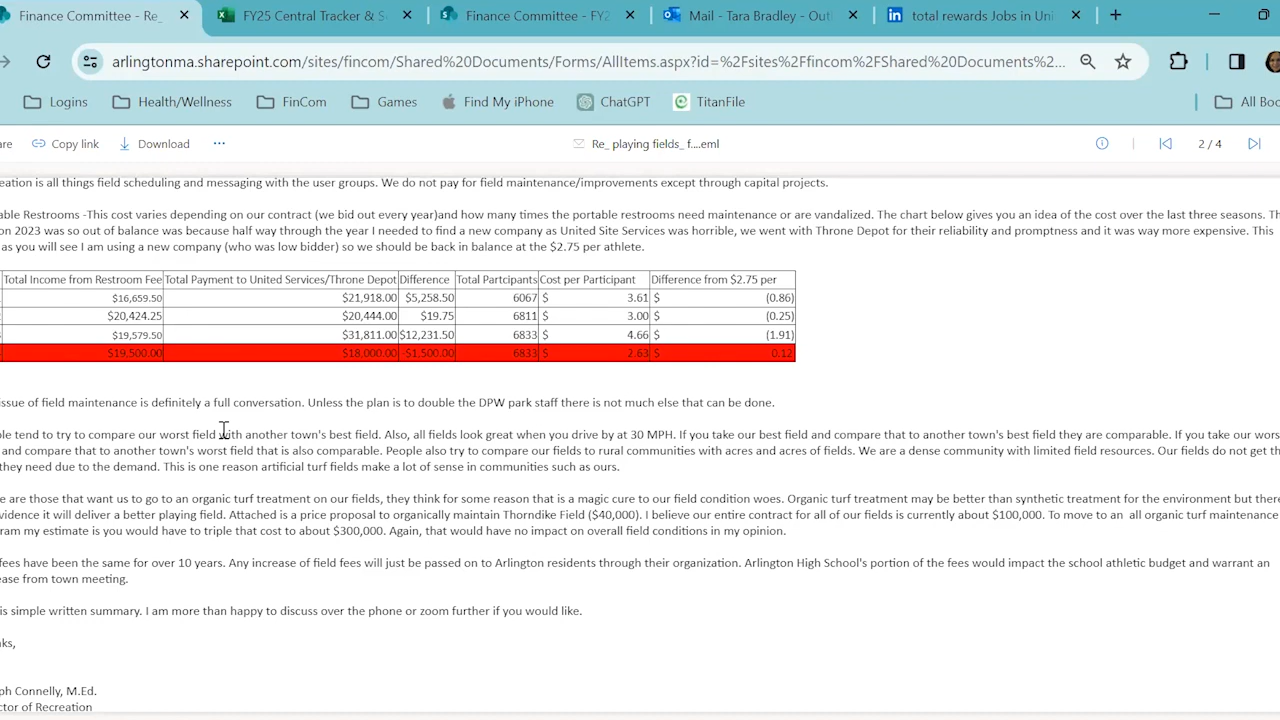 Finance Committee - Re_
FY25 Central Tracker & S
Finance Committee - FY2
Mail - Tara Bradley - Out
total rewards Jobs in Uni
arlingtonma.sharepoint.com/sites/fincom/Shared%20Documents/Forms/AllItems.aspx?id=%2Fsites%2Ffincom%2FShared%20Documents%2...
Logins Health/Wellness FinCom Games Find My iPhone ChatGPT TitanFile All Boo
are Copy link Download ... Re_ playing fields_ f....eml 2 / 4
eation is all things field scheduling and messaging with the user groups. We do not pay for field maintenance/improvements except through capital projects.
able Restrooms -This cost varies depending on our contract (we bid out every year)and how many times the portable restrooms need maintenance or are vandalized. The chart below gives you an idea of the cost over the last three seasons. Th
on 2023 was so out of balance was because half way through the year I needed to find a new company as United Site Services was horrible, we went with Throne Depot for their reliability and promptness and it was way more expensive. This
as you will see I am using a new company (who was low bidder) so we should be back in balance at the $2.75 per athlete.
Total Income from Restroom Fee Total Payment to United Services/Throne Depot Difference Total Partcipants Cost per Participant Difference from $2.75 per
$16,659.50 $21,918.00 $5,258.50 6067 $ 3.61 $ (0.86)
$20,424.25 $20,444.00 $19.75 6811 $ 3.00 $ (0.25)
$19,579.50 $31,811.00 $12,231.50 6833 $ 4.66 $ (1.91)
$19,500.00 $18,000.00 -$1,500.00 6833 $ 2.63 $ 0.12
issue of field maintenance is definitely a full conversation. Unless the plan is to double the DPW park staff there is not much else that can be done.
ple tend to try to compare our worst field with another town's best field. Also, all fields look great when you drive by at 30 MPH. If you take our best field and compare that to another town's best field they are comparable. If you take our wors
and compare that to another town's worst field that is also comparable. People also try to compare our fields to rural communities with acres and acres of fields. We are a dense community with limited field resources. Our fields do not get th
they need due to the demand. This is one reason artificial turf fields make a lot of sense in communities such as ours.
e are those that want us to go to an organic turf treatment on our fields, they think for some reason that is a magic cure to our field condition woes. Organic turf treatment may be better than synthetic treatment for the environment but there
vidence it will deliver a better playing field. Attached is a price proposal to organically maintain Thorndike Field ($40,000). I believe our entire contract for all of our fields is currently about $100,000. To move to an all organic turf maintenance
ram my estimate is you would have to triple that cost to about $300,000. Again, that would have no impact on overall field conditions in my opinion.
fees have been the same for over 10 years. Any increase of field fees will just be passed on to Arlington residents through their organization. Arlington High School's portion of the fees would impact the school athletic budget and warrant an
ease from town meeting.
is simple written summary. I am more than happy to discuss over the phone or zoom further if you would like.
ks,
ph Connelly, M.Ed.
ctor of Recreation